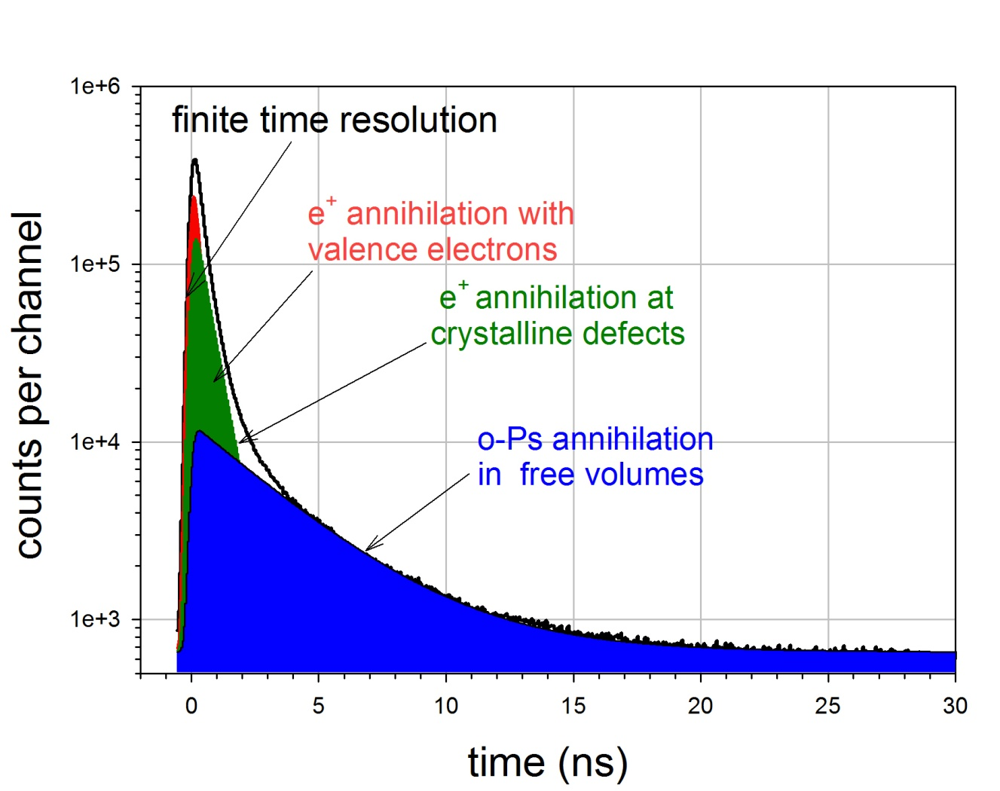 1e+6
finite time resolution
e+ annihilation with
valence electrons
1e+5
e+ annihilation at
crystalline defects
1e+4
o-Ps annihilation
in free volumes
1e+3
counts per channel
0 5 10 15 20 25 30
time (ns)